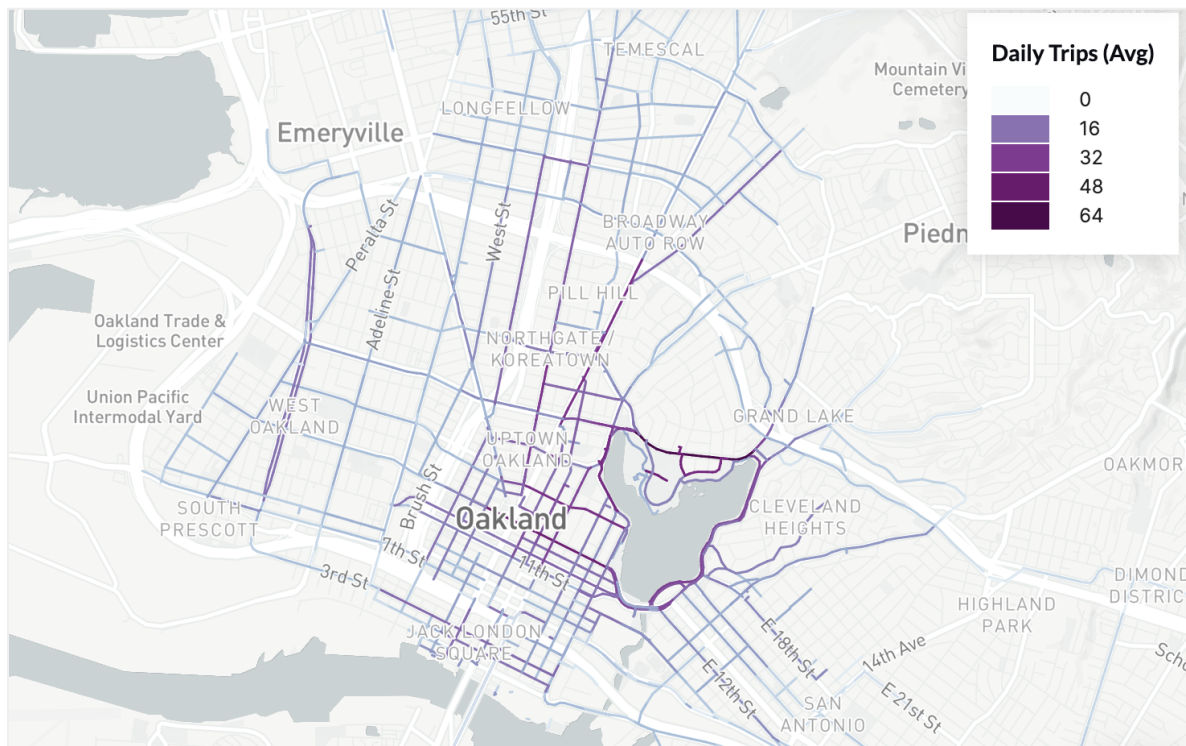 55th St
TEMESCAL
Daily Trips (Avg)
0
16
32
48
64
Mountain Vi
Cemetery
LONGFELLOW
Emeryville
West St
Peralta St
BROADWAY
AUTO ROW
Piedn
Adeline St
PILL HILL
Oakland Trade &
Logistics Center
NORTHGATE
KOREATOWN
Union Pacific
Intermodal Yard
WEST
OAKLAND
GRAND LAKE
UPTOWN
OAKLAND
OAKMOR
Brush St
SOUTH
PRESCOTT
Oakland
CLEVELAND
HEIGHTS
7th St
11th St
3rd St
DIMOND
DISTRIC
HIGHLAND
PARK
JACK LONDON
SQUARE
E 18th St
14th Ave
Scho
E 12th St
E 21st St
SAN
ANTONIO